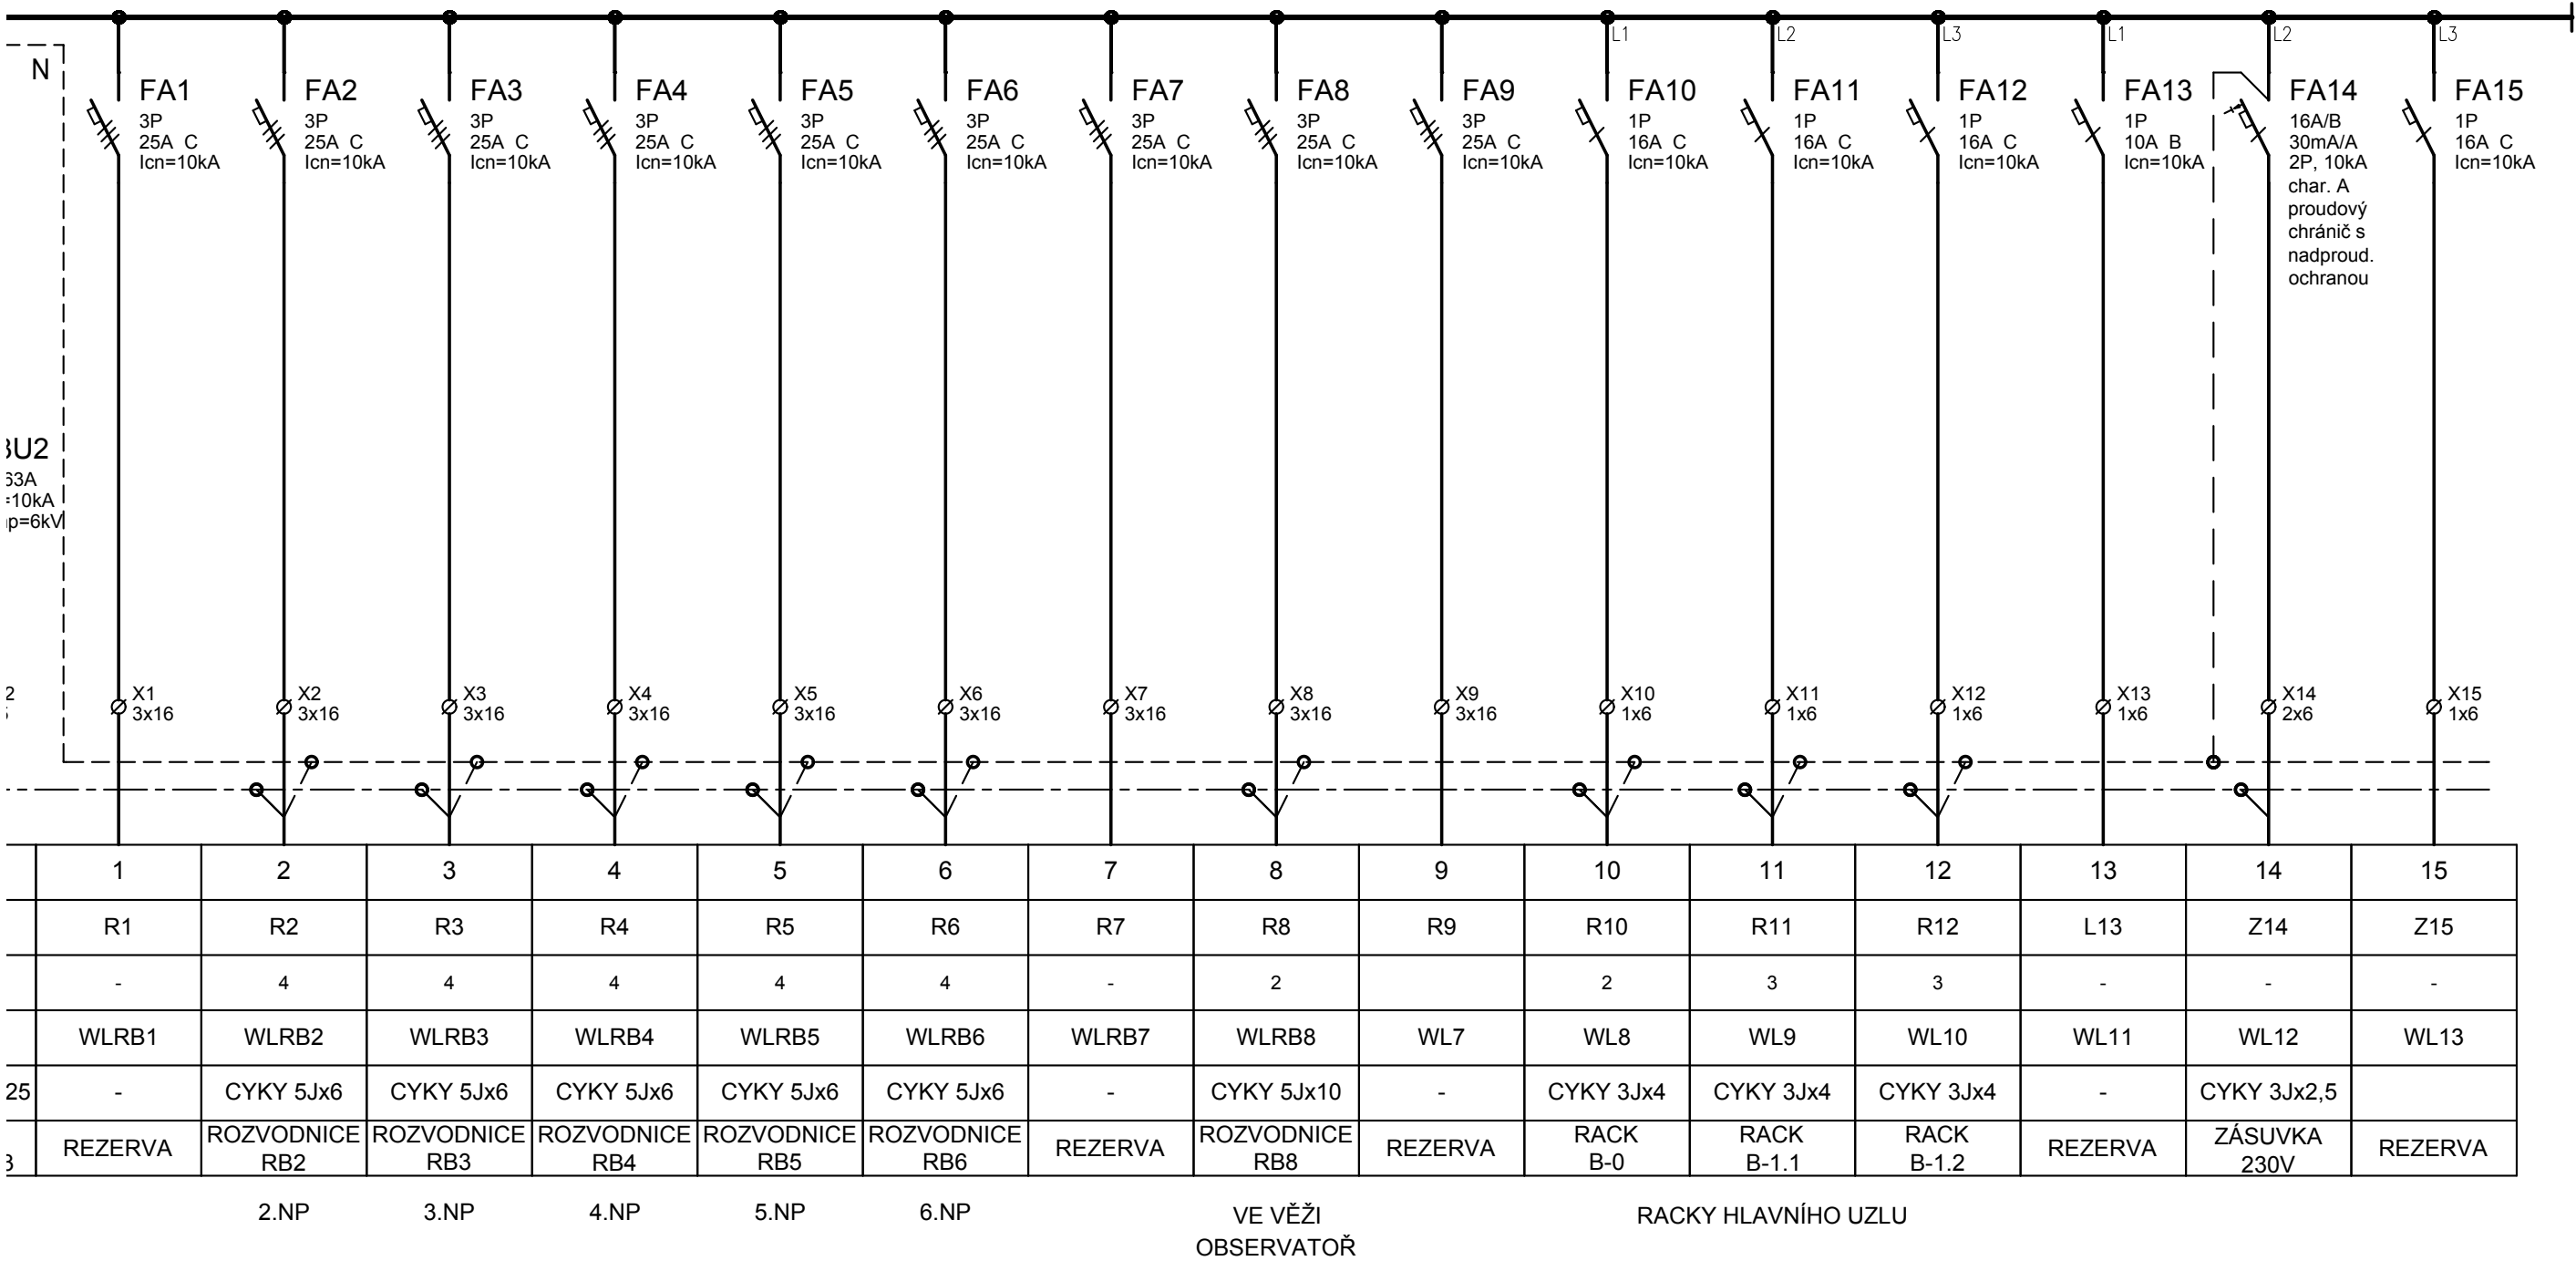 L1
L2
L3
L1
L2
L3
N
FA1
3P
25A C
Icn=10kA
FA2
3P
25A C
Icn=10kA
FA3
3P
25A C
Icn=10kA
FA4
3P
25A C
Icn=10kA
FA5
3P
25A C
Icn=10kA
FA6
3P
25A C
Icn=10kA
FA7
3P
25A C
Icn=10kA
FA8
3P
25A C
Icn=10kA
FA9
3P
25A C
Icn=10kA
FA10
1P
16A C
Icn=10kA
FA11
1P
16A C
Icn=10kA
FA12
1P
16A C
Icn=10kA
FA13
1P
10A B
Icn=10kA
FA14
16A/B
30mA/A
2P, 10kA
char. A
proudový
chránič s
nadproud.
ochranou
FA15
1P
16A C
Icn=10kA
U2
63A
=10kA
p=6kV
2
X1
3x16
X2
3x16
X3
3x16
X4
3x16
X5
3x16
X6
3x16
X7
3x16
X8
3x16
X9
3x16
X10
1x6
X11
1x6
X12
1x6
X13
1x6
X14
2x6
X15
1x6
1 2 3 4 5 6 7 8 9 10 11 12 13 14 15
R1 R2 R3 R4 R5 R6 R7 R8 R9 R10 R11 R12 L13 Z14 Z15
- 4 4 4 4 4 - 2 2 3 3 - - -
WLRB1 WLRB2 WLRB3 WLRB4 WLRB5 WLRB6 WLRB7 WLRB8 WL7 WL8 WL9 WL10 WL11 WL12 WL13
25 - CYKY 5Jx6 CYKY 5Jx6 CYKY 5Jx6 CYKY 5Jx6 CYKY 5Jx6 - CYKY 5Jx10 - CYKY 3Jx4 CYKY 3Jx4 CYKY 3Jx4 - CYKY 3Jx2,5
REZERVA
ROZVODNICE
RB2
ROZVODNICE
RB3
ROZVODNICE
RB4
ROZVODNICE
RB5
ROZVODNICE
RB6
REZERVA
ROZVODNICE
RB8
REZERVA
RACK
B-0
RACK
B-1.1
RACK
B-1.2
REZERVA
ZÁSUVKA
230V
REZERVA
2.NP
3.NP
4.NP
5.NP
6.NP
VE VĚŽI
OBSERVATOŘ
RACKY HLAVNÍHO UZLU